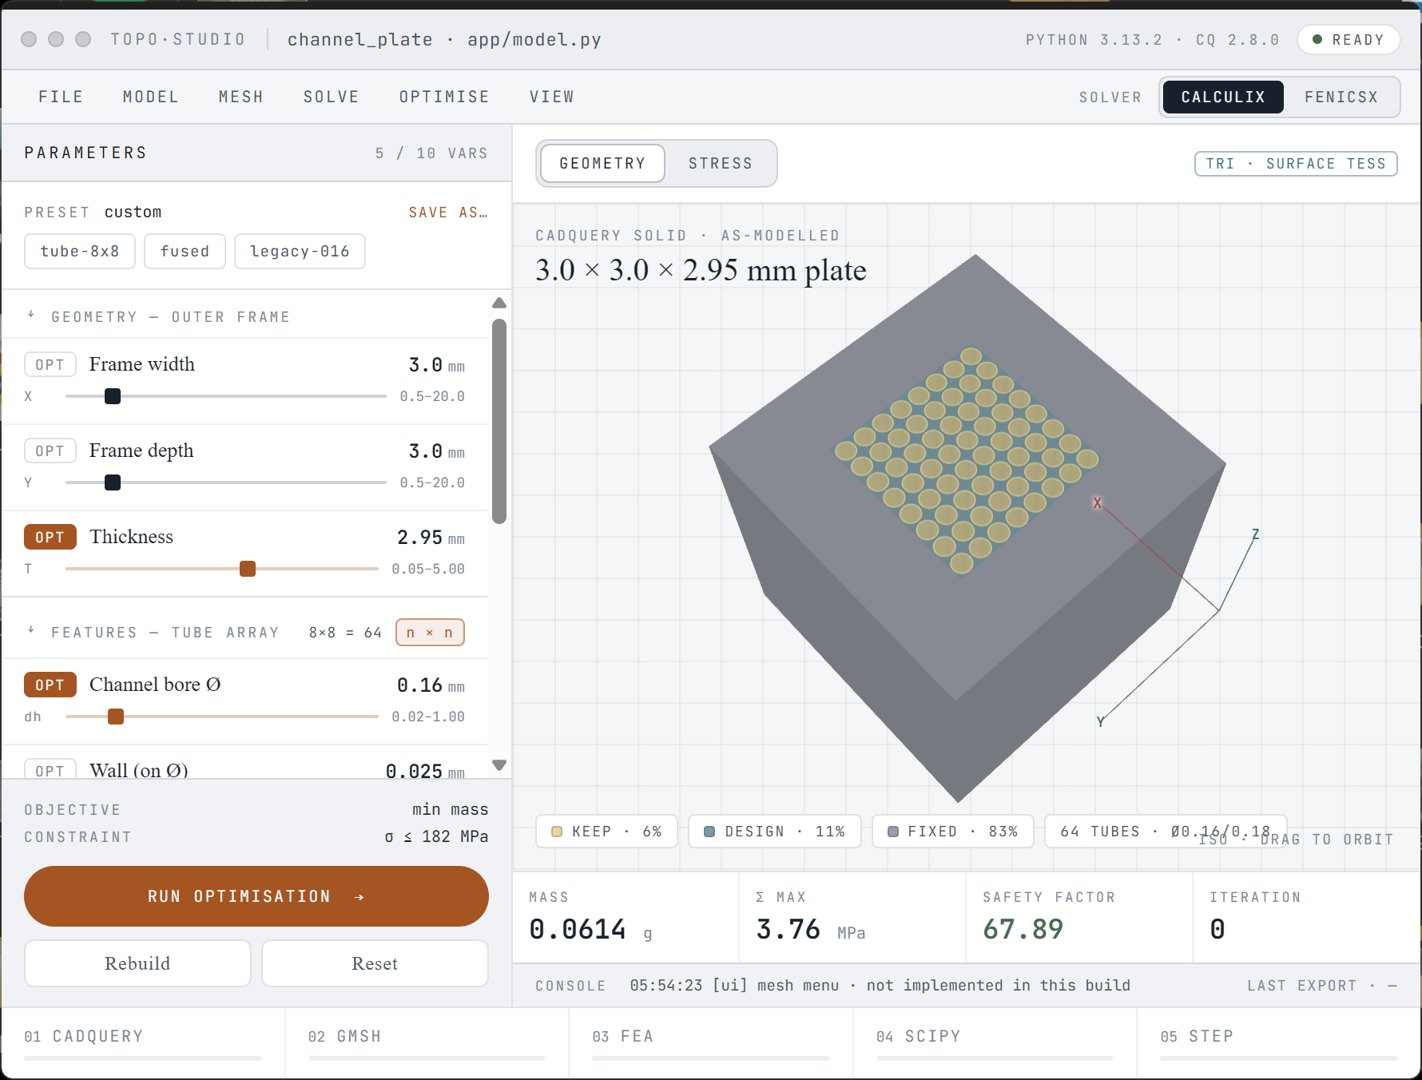 TOPO·STUDIO
channel_plate · app/model.py
PYTHON 3.13.2 · CQ 2.8.0
READY
FILE MODEL MESH SOLVE OPTIMISE VIEW
SOLVER CALCULIX FENICSX
PARAMETERS 5 / 10 VARS
PRESET custom SAVE AS…
tube-8x8 fused legacy-016
GEOMETRY — OUTER FRAME
OPT Frame width 3.0 mm
X 0.5–20.0
OPT Frame depth 3.0 mm
Y 0.5–20.0
OPT Thickness 2.95 mm
T 0.05–5.00
FEATURES — TUBE ARRAY 8×8 = 64 n × n
OPT Channel bore Ø 0.16 mm
dh 0.02–1.00
OPT Wall (on Ø) 0.025 mm
OBJECTIVE min mass
CONSTRAINT σ ≤ 182 MPa
RUN OPTIMISATION →
Rebuild Reset
GEOMETRY STRESS
TRI · SURFACE TESS
CADQUERY SOLID · AS-MODELLED
3.0 × 3.0 × 2.95 mm plate
X
Z
Y
KEEP · 6% DESIGN · 11% FIXED · 83% 64 TUBES · Ø0.16/0.18
ISO · DRAG TO ORBIT
MASS
0.0614 g
Σ MAX
3.76 MPa
SAFETY FACTOR
67.89
ITERATION
0
CONSOLE 05:54:23 [ui] mesh menu · not implemented in this build LAST EXPORT · —
01 CADQUERY 02 GMSH 03 FEA 04 SCIPY 05 STEP